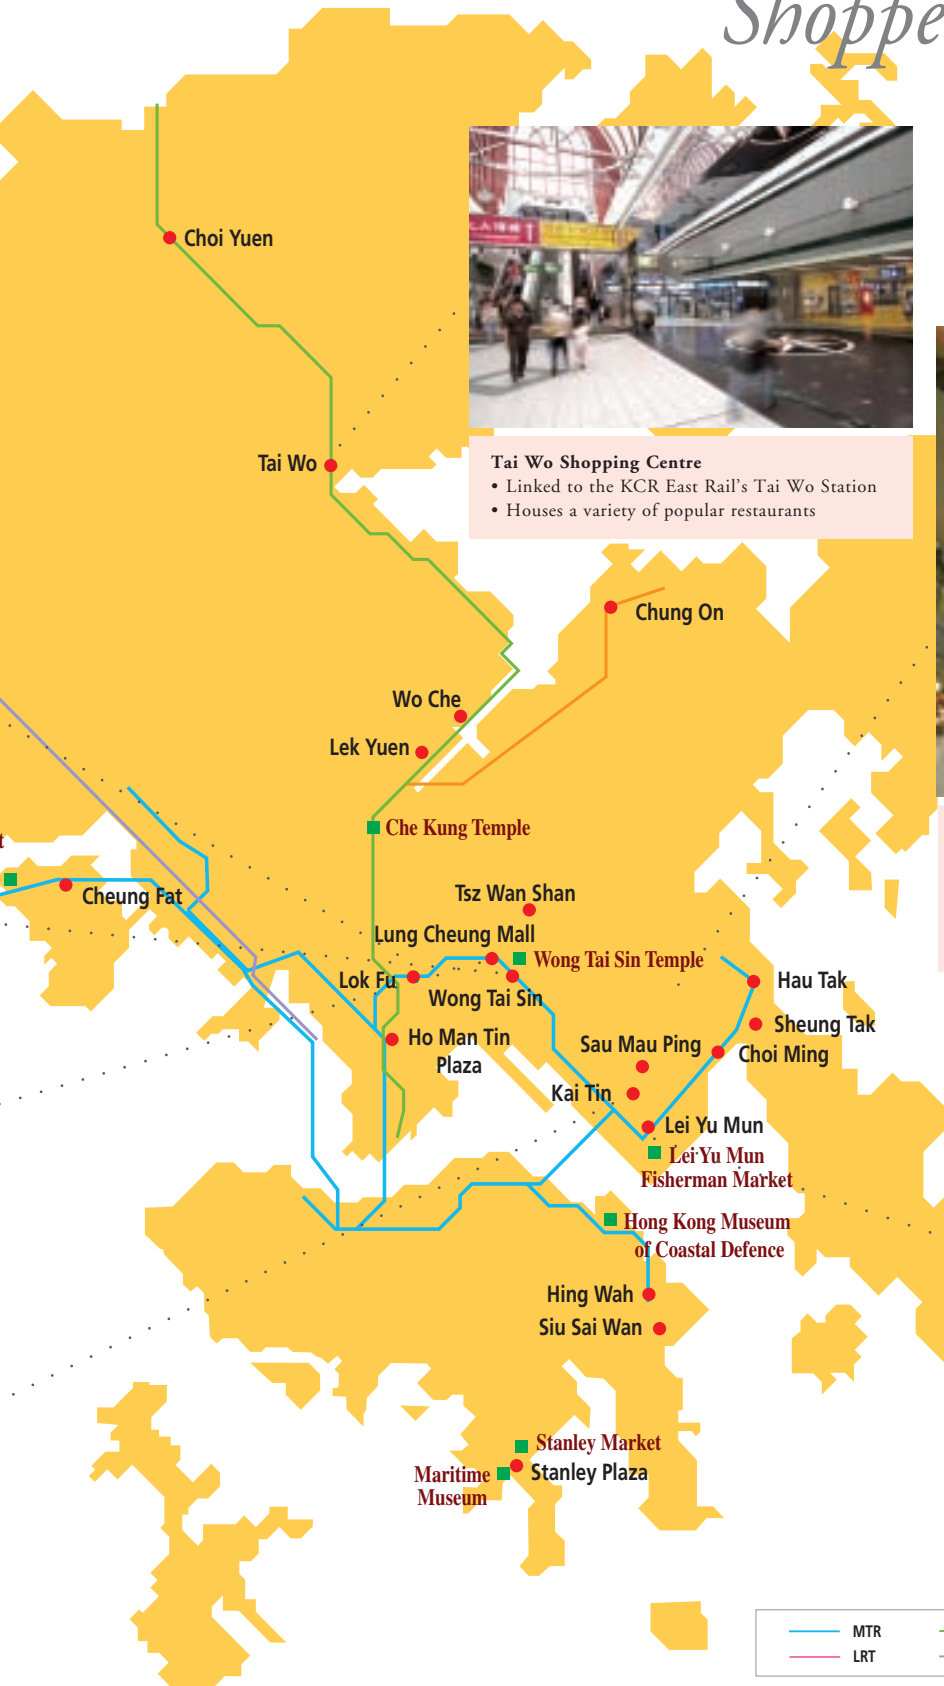 Shoppe
Choi Yuen
Tai Wo
Tai Wo Shopping Centre
• Linked to the KCR East Rail's Tai Wo Station
• Houses a variety of popular restaurants
Chung On
Wo Che
Lek Yuen
Che Kung Temple
t
Cheung Fat
Tsz Wan Shan
Lung Cheung Mall
Wong Tai Sin Temple
Lok Fu
Wong Tai Sin
Hau Tak
Sheung Tak
Ho Man Tin
Plaza
Sau Mau Ping
Choi Ming
Kai Tin
Lei Yu Mun
Lei Yu Mun
Fisherman Market
Hong Kong Museum
of Coastal Defence
Hing Wah
Siu Sai Wan
Stanley Market
Stanley Plaza
Maritime
Museum
MTR
LRT